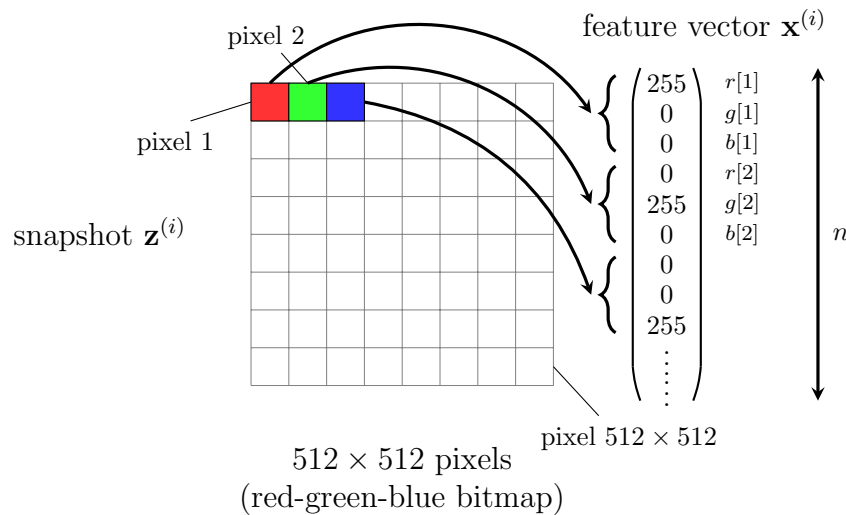 feature vector x^(i)
pixel 2
pixel 1
255 r[1]
0 g[1]
0 b[1]
0 r[2]
255 g[2]
0 b[2]
0
0
255
⋮
snapshot z^(i)
n
pixel 512 × 512
512 × 512 pixels
(red-green-blue bitmap)